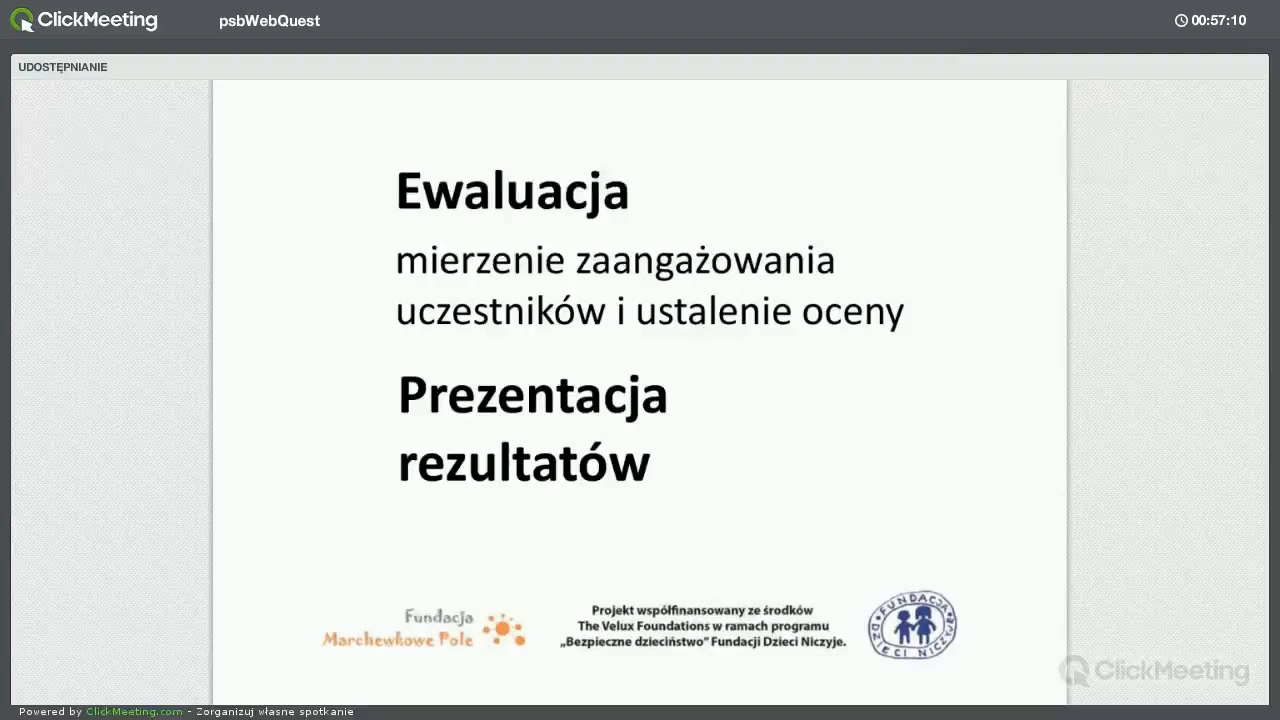 ClickMeeting psbWebQuest 00:57:10
UDOSTĘPNIANIE
Ewaluacja
mierzenie zaangażowania
uczestników i ustalenie oceny
Prezentacja
rezultatów
Fundacja
Marchewkowe Pole
Projekt współfinansowany ze środków
The Velux Foundations w ramach programu
„Bezpieczne dzieciństwo” Fundacji Dzieci Niczyje.
FUNDACJA DZIECI NICZYJE
ClickMeeting
Powered by ClickMeeting.com - Zorganizuj własne spotkanie